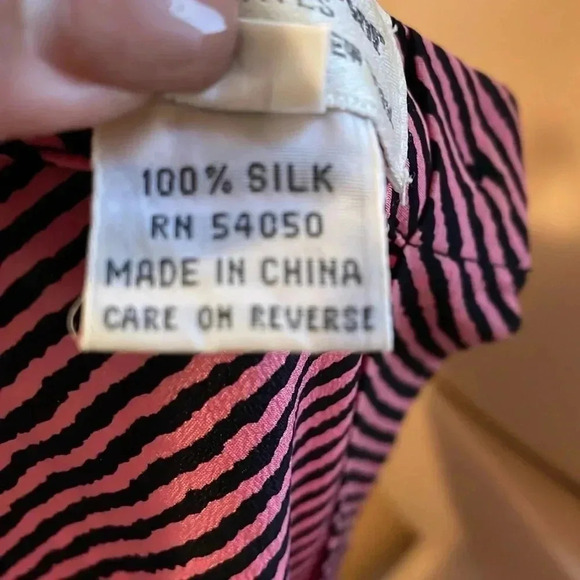 100% SILK
RN 54050
MADE IN CHINA
CARE ON REVERSE